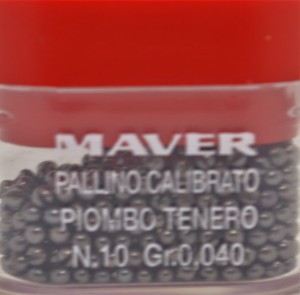 MAVER
PALLINO CALIBRATO
PIOMBO TENERO
N.10 Gr.0,040